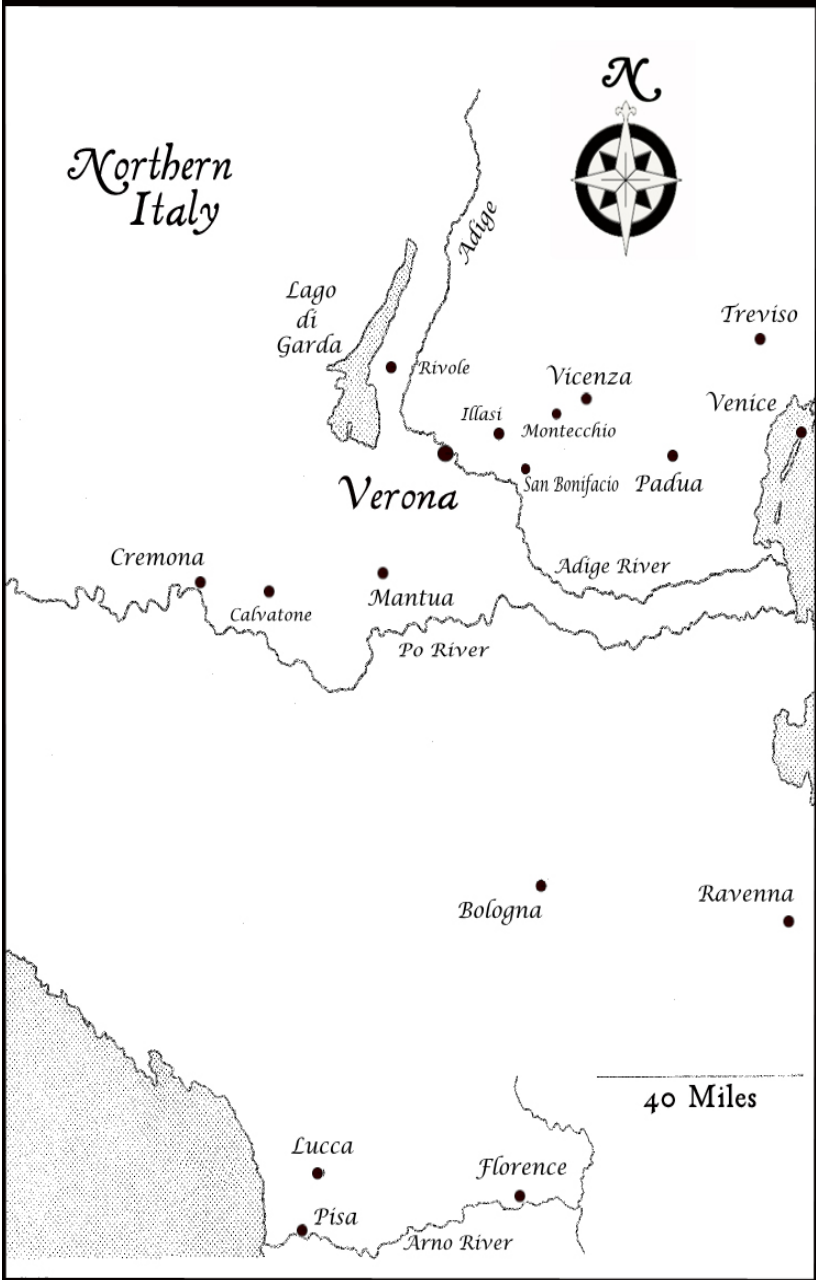 N
Northern
Italy
Adige
Lago
di
Garda
Rivole
Treviso
Vicenza
Venice
Illasi
Montecchio
San Bonifacio
Padua
Verona
Cremona
Adige River
Calvatone
Mantua
Po River
Bologna
Ravenna
40 Miles
Lucca
Florence
Pisa
Arno River